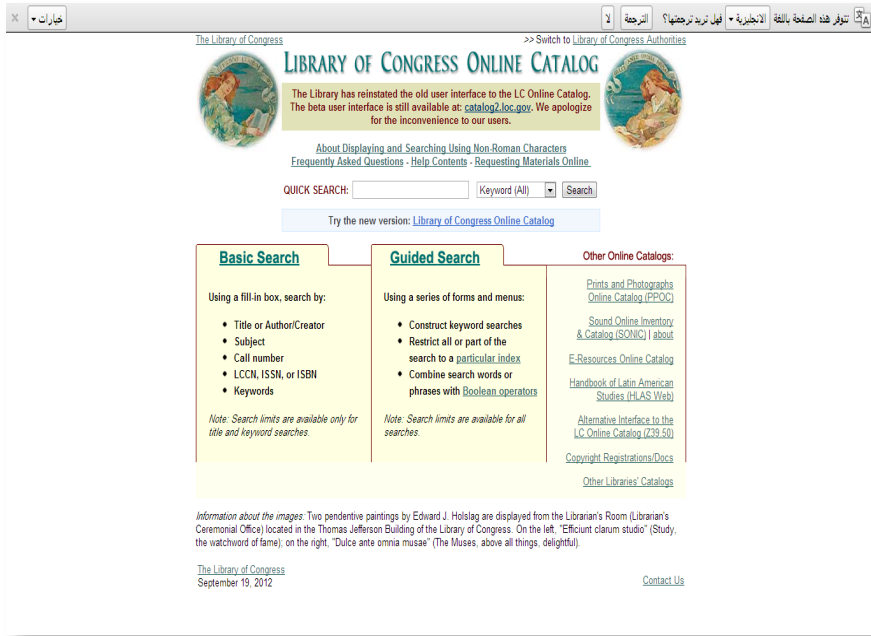 تتوفر هذه الصفحة باللغة الانجليزية فهل تريد ترجمتها؟ الترجمة لا خيارات
The Library of Congress >> Switch to Library of Congress Authorities
LIBRARY OF CONGRESS ONLINE CATALOG
The Library has reinstated the old user interface to the LC Online Catalog.
The beta user interface is still available at: catalog2.loc.gov. We apologize
for the inconvenience to our users.
About Displaying and Searching Using Non-Roman Characters
Frequently Asked Questions - Help Contents - Requesting Materials Online
QUICK SEARCH: Keyword (All) Search
Try the new version: Library of Congress Online Catalog
Basic Search
Using a fill-in box, search by:
• Title or Author/Creator
• Subject
• Call number
• LCCN, ISSN, or ISBN
• Keywords
Note: Search limits are available only for
title and keyword searches.
Guided Search
Using a series of forms and menus:
• Construct keyword searches
• Restrict all or part of the
search to a particular index
• Combine search words or
phrases with Boolean operators
Note: Search limits are available for all
searches.
Other Online Catalogs:
Prints and Photographs
Online Catalog (PPOC)
Sound Online Inventory
& Catalog (SONIC) | about
E-Resources Online Catalog
Handbook of Latin American
Studies (HLAS Web)
Alternative Interface to the
LC Online Catalog (Z39.50)
Copyright Registrations/Docs
Other Libraries' Catalogs
Information about the images: Two pendentive paintings by Edward J. Holslag are displayed from the Librarian's Room (Librarian's
Ceremonial Office) located in the Thomas Jefferson Building of the Library of Congress. On the left, "Efficiunt clarum studio" (Study,
the watchword of fame); on the right, "Dulce ante omnia musae" (The Muses, above all things, delightful).
The Library of Congress
September 19, 2012
Contact Us